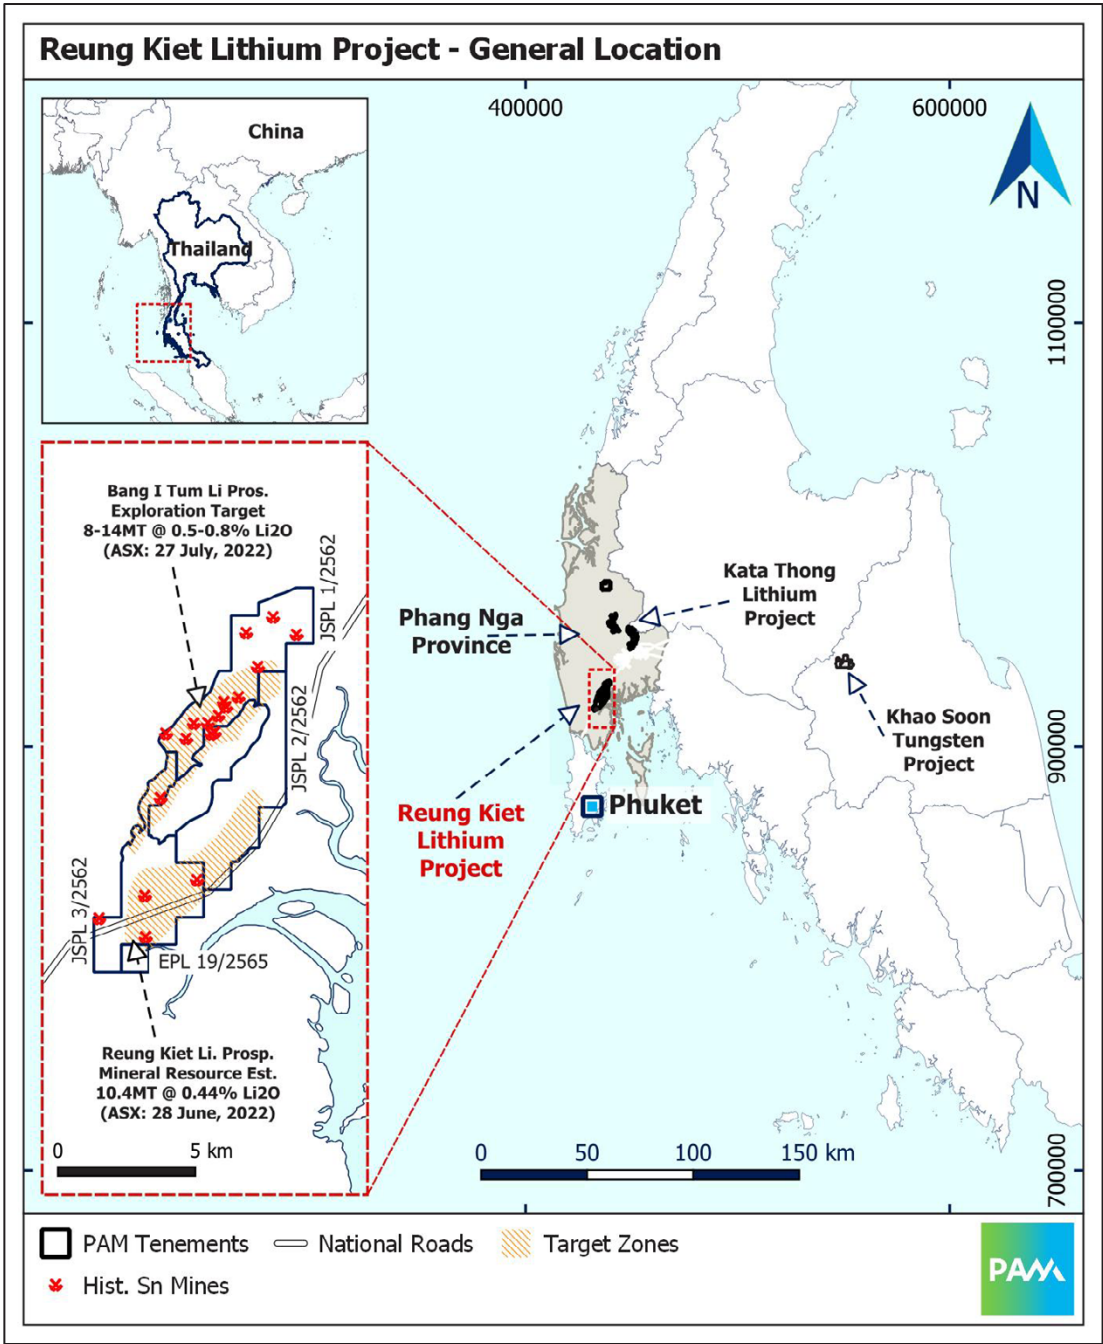 Reung Kiet Lithium Project - General Location
400000
600000
China
Thailand
N
1100000
Bang I Tum Li Pros.
Exploration Target
8-14MT @ 0.5-0.8% Li2O
(ASX: 27 July, 2022)
JSPL 1/2562
JSPL 2/2562
JSPL 3/2562
EPL 19/2565
Reung Kiet Li. Prosp.
Mineral Resource Est.
10.4MT @ 0.44% Li2O
(ASX: 28 June, 2022)
0
5 km
Phang Nga
Province
Kata Thong
Lithium
Project
Khao Soon
Tungsten
Project
900000
Reung Kiet
Lithium
Project
Phuket
0
50
100
150 km
700000
PAM Tenements
National Roads
Target Zones
Hist. Sn Mines
PAM